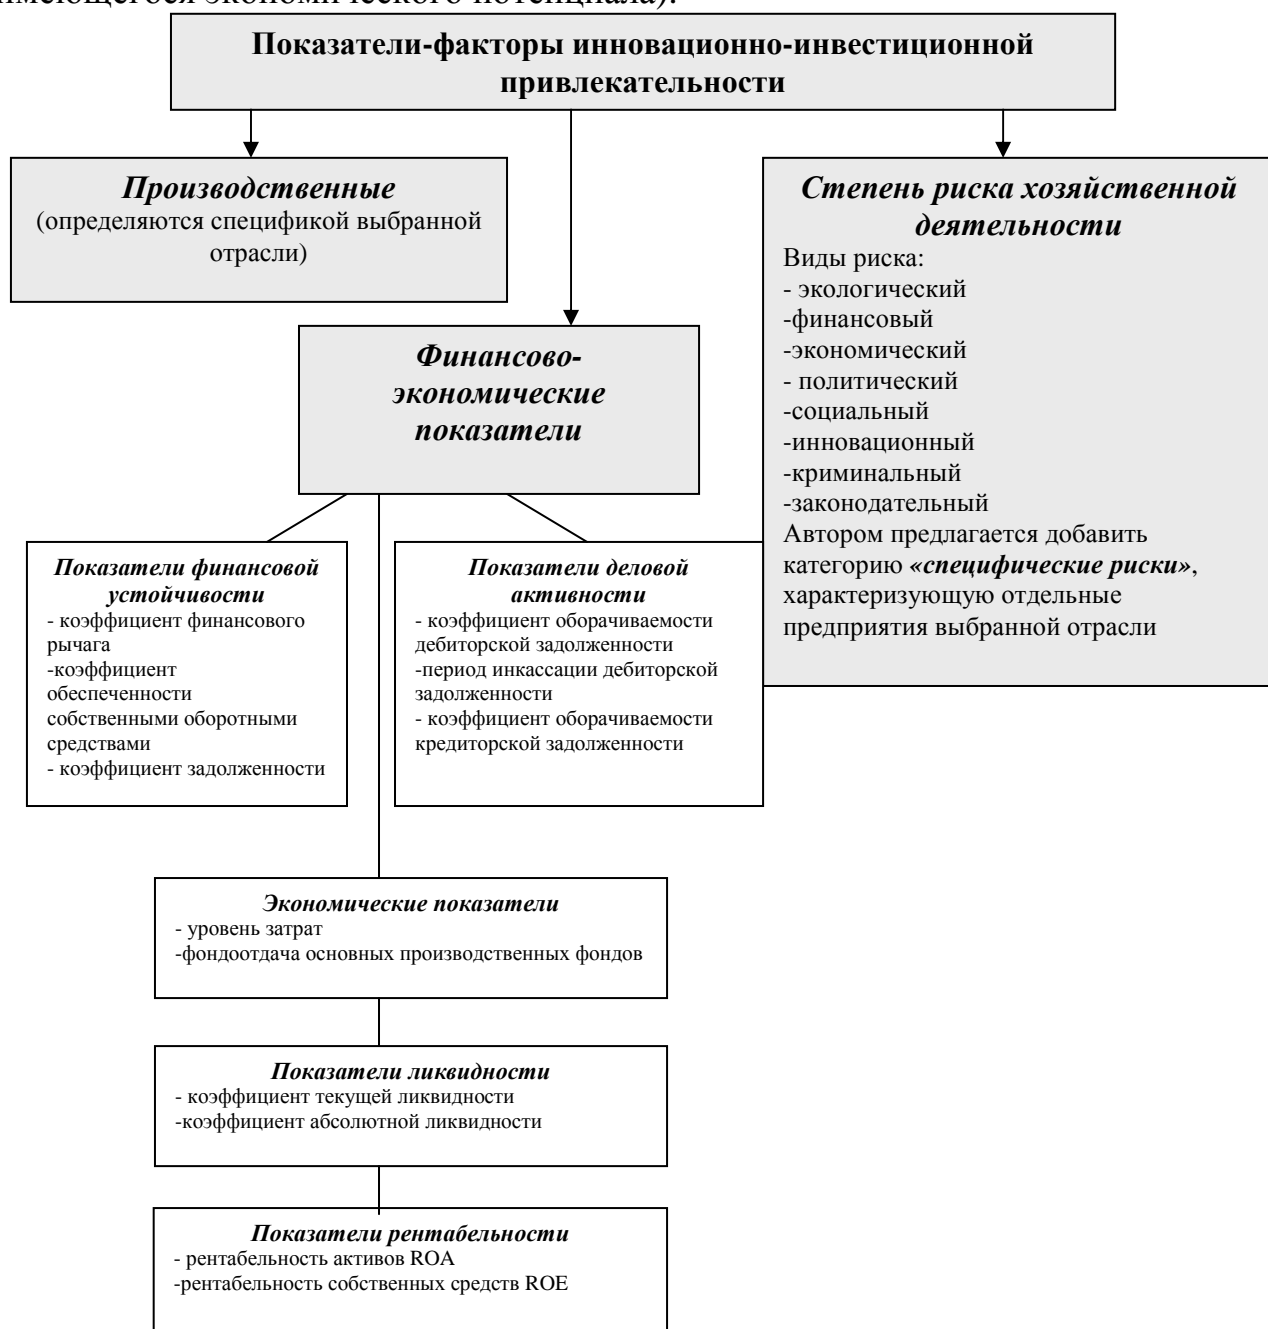 имеющегося экономического потенциала).
Показатели-факторы инновационно-инвестиционной
привлекательности
Производственные
(определяются спецификой выбранной
отрасли)
Степень риска хозяйственной
деятельности
Виды риска:
- экологический
-финансовый
-экономический
- политический
-социальный
-инновационный
-криминальный
-законодательный
Автором предлагается добавить
категорию «специфические риски»,
характеризующую отдельные
предприятия выбранной отрасли
Финансово-
экономические
показатели
Показатели финансовой
устойчивости
- коэффициент финансового
рычага
-коэффициент
обеспеченности
собственными оборотными
средствами
- коэффициент задолженности
Показатели деловой
активности
- коэффициент оборачиваемости
дебиторской задолженности
-период инкассации дебиторской
задолженности
- коэффициент оборачиваемости
кредиторской задолженности
Экономические показатели
- уровень затрат
-фондоотдача основных производственных фондов
Показатели ликвидности
- коэффициент текущей ликвидности
-коэффициент абсолютной ликвидности
Показатели рентабельности
- рентабельность активов ROA
-рентабельность собственных средств ROE